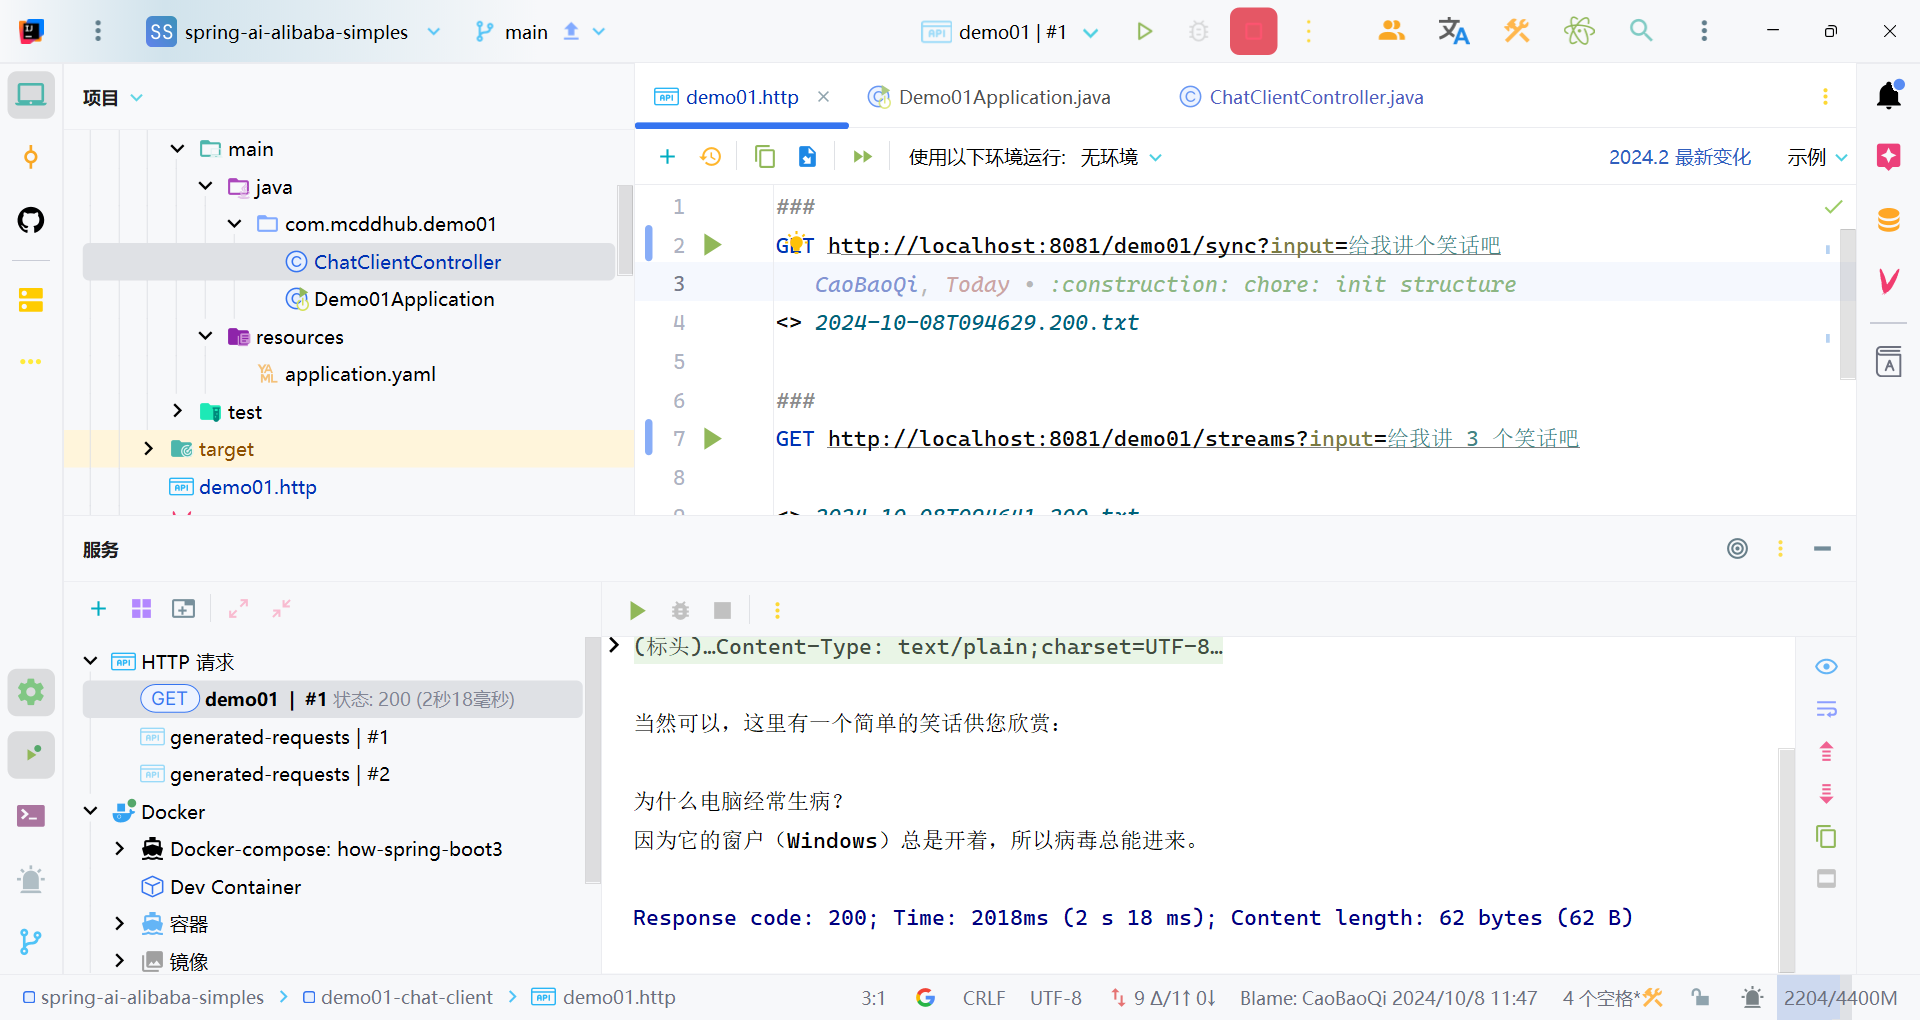 SS spring-ai-alibaba-simples main demo01 | #1
项目
demo01.http Demo01Application.java ChatClientController.java
使用以下环境运行: 无环境 2024.2 最新变化 示例
main
java
com.mcddhub.demo01
ChatClientController
Demo01Application
resources
application.yaml
test
target
demo01.http
1 ###
2 GET http://localhost:8081/demo01/sync?input=给我讲个笑话吧
3 CaoBaoQi, Today • :construction: chore: init structure
4 <> 2024-10-08T094629.200.txt
5
6 ###
7 GET http://localhost:8081/demo01/streams?input=给我讲 3 个笑话吧
8
9 <> 2024-10-08T094641.200.txt
服务
HTTP 请求
GET demo01 | #1 状态: 200 (2秒18毫秒)
generated-requests | #1
generated-requests | #2
Docker
Docker-compose: how-spring-boot3
Dev Container
容器
镜像
(标头)…Content-Type: text/plain;charset=UTF-8…
当然可以，这里有一个简单的笑话供您欣赏：
为什么电脑经常生病？
因为它的窗户（Windows）总是开着，所以病毒总能进来。
Response code: 200; Time: 2018ms (2 s 18 ms); Content length: 62 bytes (62 B)
spring-ai-alibaba-simples demo01-chat-client demo01.http 3:1 CRLF UTF-8 9 Δ/1↑ 0↓ Blame: CaoBaoQi 2024/10/8 11:47 4 个空格* 2204/4400M